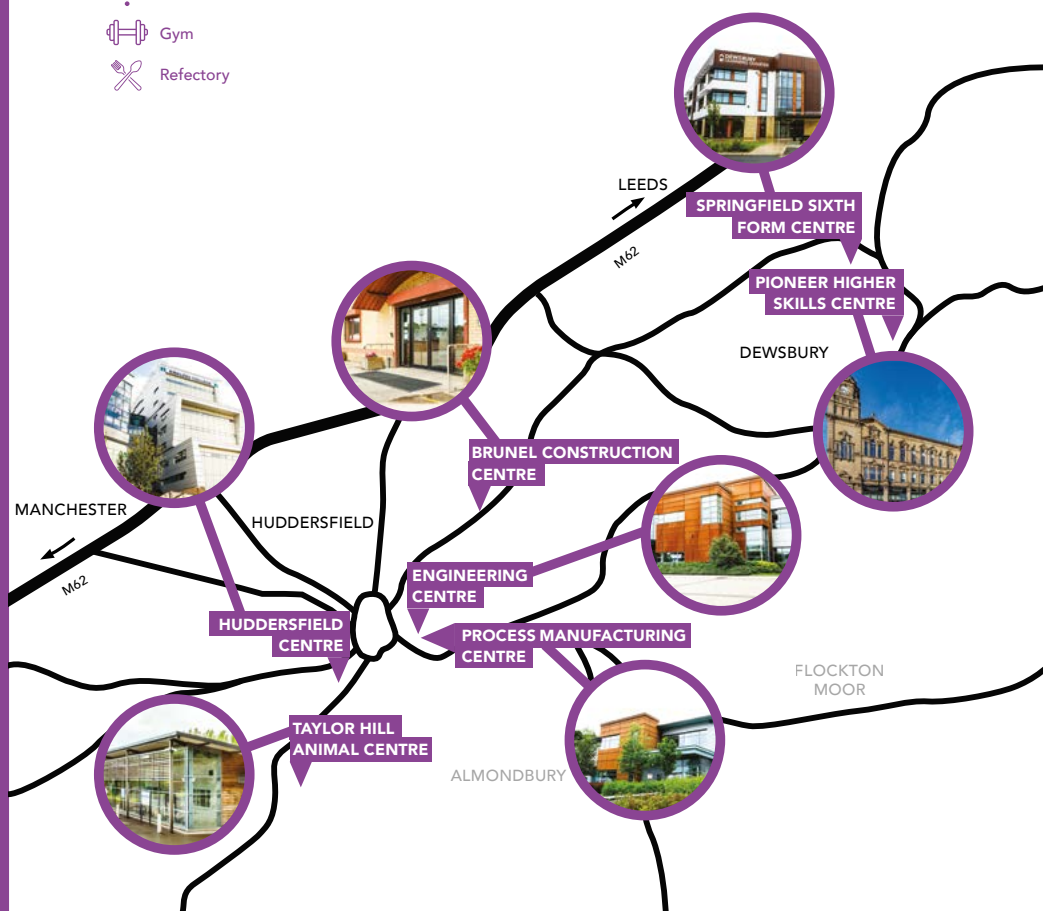 Gym
Refectory
DEWSBURY
LEEDS
SPRINGFIELD SIXTH
FORM CENTRE
M62
PIONEER HIGHER
SKILLS CENTRE
DEWSBURY
BRUNEL CONSTRUCTION
CENTRE
MANCHESTER
HUDDERSFIELD
M62
ENGINEERING
CENTRE
HUDDERSFIELD
CENTRE
PROCESS MANUFACTURING
CENTRE
FLOCKTON
MOOR
TAYLOR HILL
ANIMAL CENTRE
ALMONDBURY